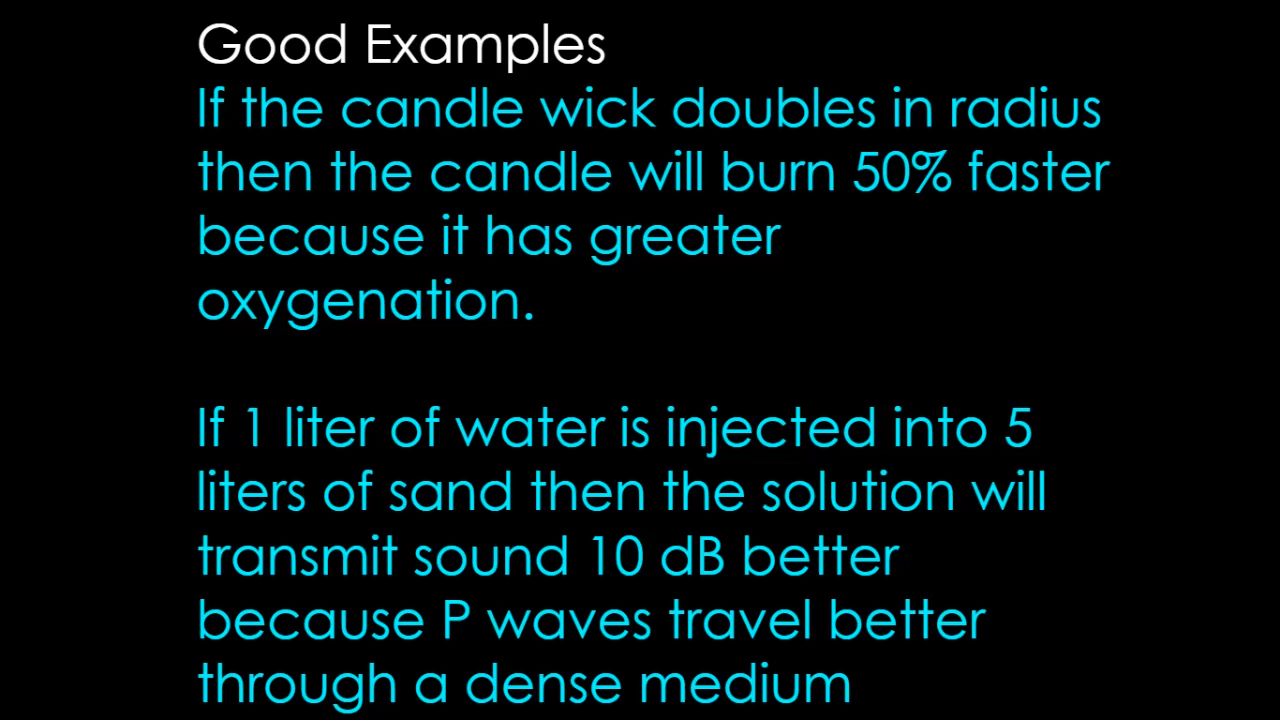 Good Examples
If the candle wick doubles in radius
then the candle will burn 50% faster
because it has greater
oxygenation.
If 1 liter of water is injected into 5
liters of sand then the solution will
transmit sound 10 dB better
because P waves travel better
through a dense medium